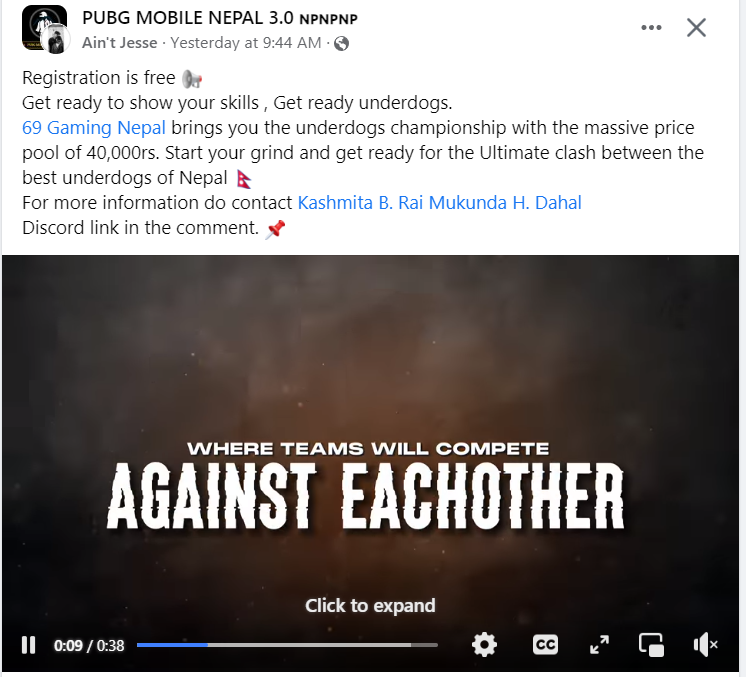 PUBG MOBILE NEPAL 3.0 NPNPNP
Ain't Jesse · Yesterday at 9:44 AM ·
Registration is free
Get ready to show your skills , Get ready underdogs.
69 Gaming Nepal brings you the underdogs championship with the massive price
pool of 40,000rs. Start your grind and get ready for the Ultimate clash between the
best underdogs of Nepal
For more information do contact Kashmita B. Rai Mukunda H. Dahal
Discord link in the comment.
WHERE TEAMS WILL COMPETE
AGAINST EACHOTHER
Click to expand
0:09 / 0:38
CC